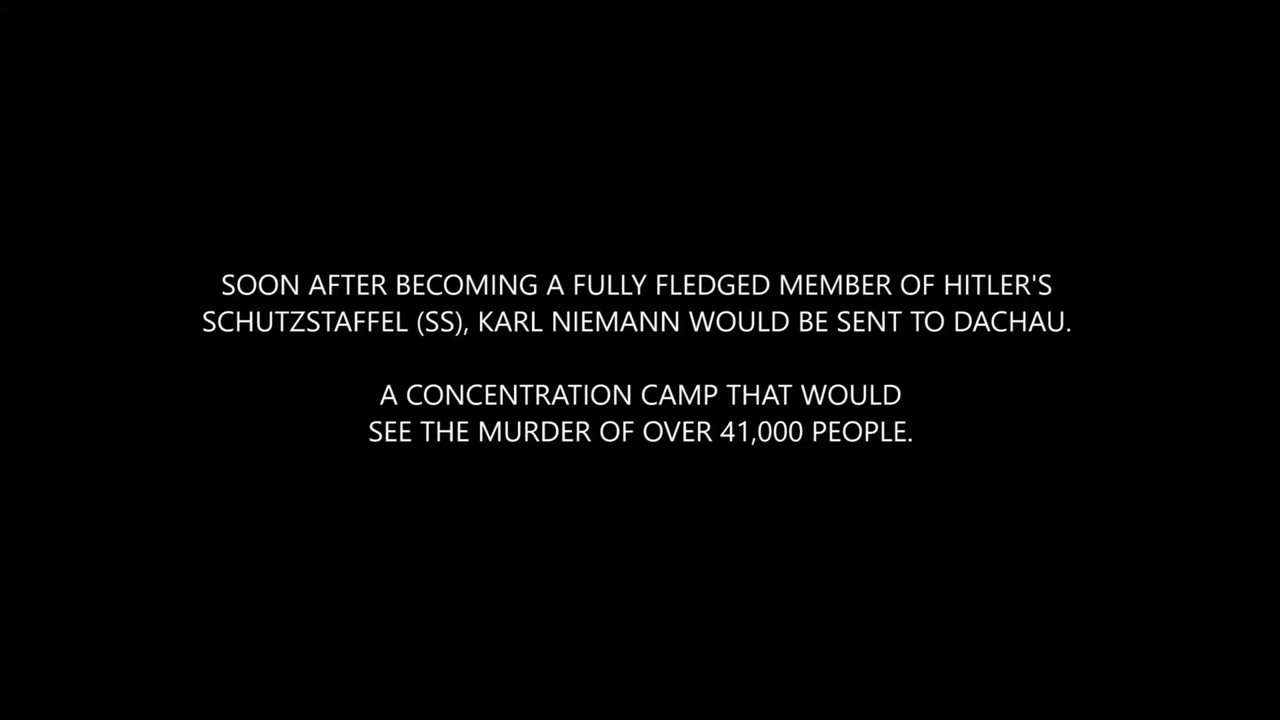 SOON AFTER BECOMING A FULLY FLEDGED MEMBER OF HITLER'S
SCHUTZSTAFFEL (SS), KARL NIEMANN WOULD BE SENT TO DACHAU.
A CONCENTRATION CAMP THAT WOULD
SEE THE MURDER OF OVER 41,000 PEOPLE.